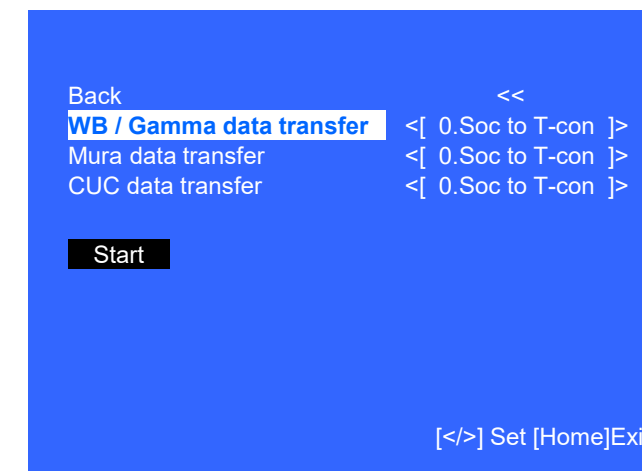 Back <<
WB / Gamma data transfer <[ 0.Soc to T-con ]>
Mura data transfer <[ 0.Soc to T-con ]>
CUC data transfer <[ 0.Soc to T-con ]>
Start
[</>] Set [Home]Exi